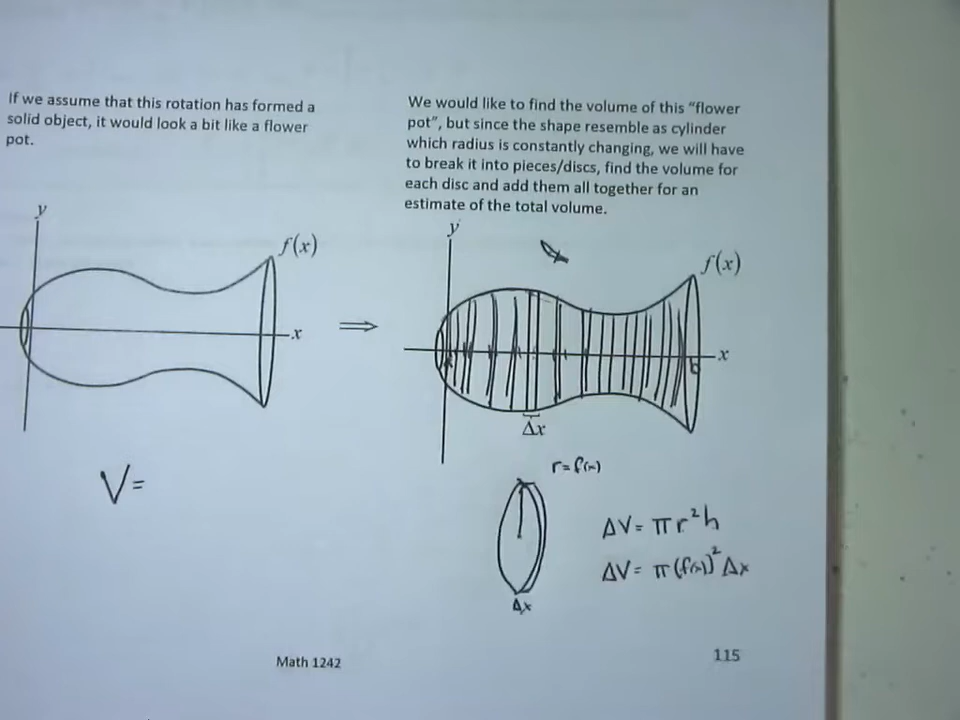 If we assume that this rotation has formed a
solid object, it would look a bit like a flower
pot.
y
f(x)
x
V=
We would like to find the volume of this “flower
pot”, but since the shape resemble as cylinder
which radius is constantly changing, we will have
to break it into pieces/discs, find the volume for
each disc and add them all together for an
estimate of the total volume.
y
f(x)
x
Δx
r=f(x)
ΔV= πr²h
ΔV= π(f(x))² Δx
Δx
Math 1242
115